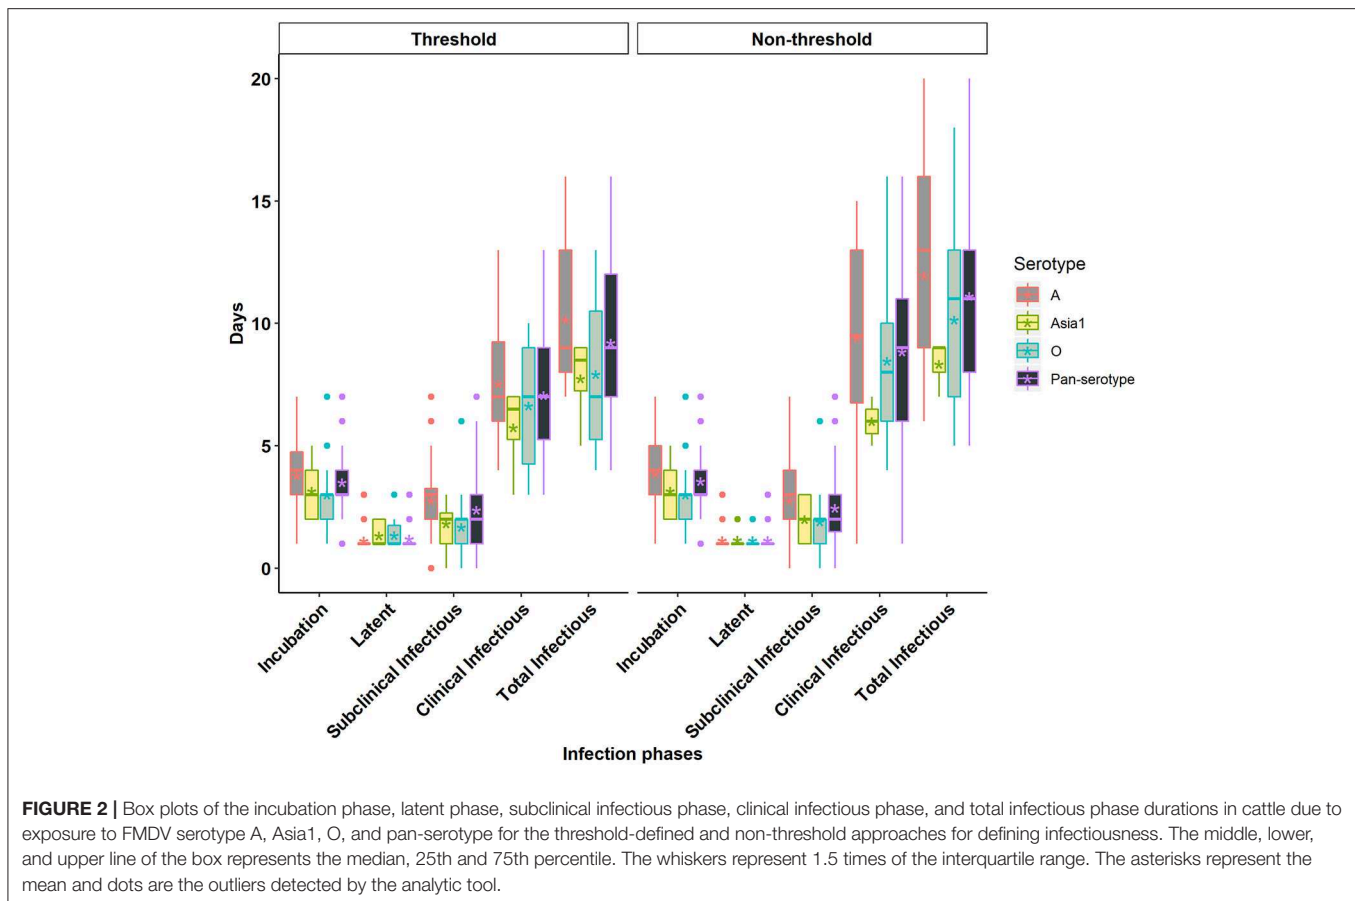 Threshold
Non-threshold
20
15
10
5
0
Days
Incubation
Latent
Subclinical Infectious
Clinical Infectious
Total Infectious
Incubation
Latent
Subclinical Infectious
Clinical Infectious
Total Infectious
Infection phases
Serotype
A
Asia1
O
Pan-serotype
FIGURE 2 | Box plots of the incubation phase, latent phase, subclinical infectious phase, clinical infectious phase, and total infectious phase durations in cattle due to
exposure to FMDV serotype A, Asia1, O, and pan-serotype for the threshold-defined and non-threshold approaches for defining infectiousness. The middle, lower,
and upper line of the box represents the median, 25th and 75th percentile. The whiskers represent 1.5 times of the interquartile range. The asterisks represent the
mean and dots are the outliers detected by the analytic tool.